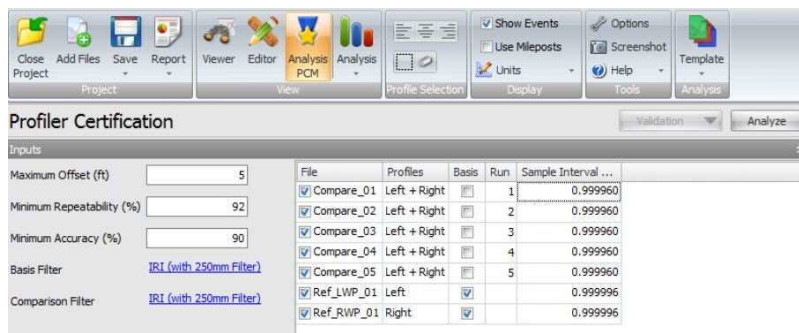 Show Events
Use Mileposts
Units
Options
Screenshot
Help
Close Project
Add Files
Save
Report
Viewer
Editor
Analysis PCM
Analysis
Template
Project
View
Profile Selection
Display
Tools
Analysis
Profiler Certification
Validation
Analyze
Inputs
Maximum Offset (ft) 5
Minimum Repeatability (%) 92
Minimum Accuracy (%) 90
Basis Filter IRI (with 250mm Filter)
Comparison Filter IRI (with 250mm Filter)
File Profiles Basis Run Sample Interval ...
Compare_01 Left + Right 1 0.999960
Compare_02 Left + Right 2 0.999960
Compare_03 Left + Right 3 0.999960
Compare_04 Left + Right 4 0.999960
Compare_05 Left + Right 5 0.999960
Ref_LWP_01 Left 0.999996
Ref_RWP_01 Right 0.999996